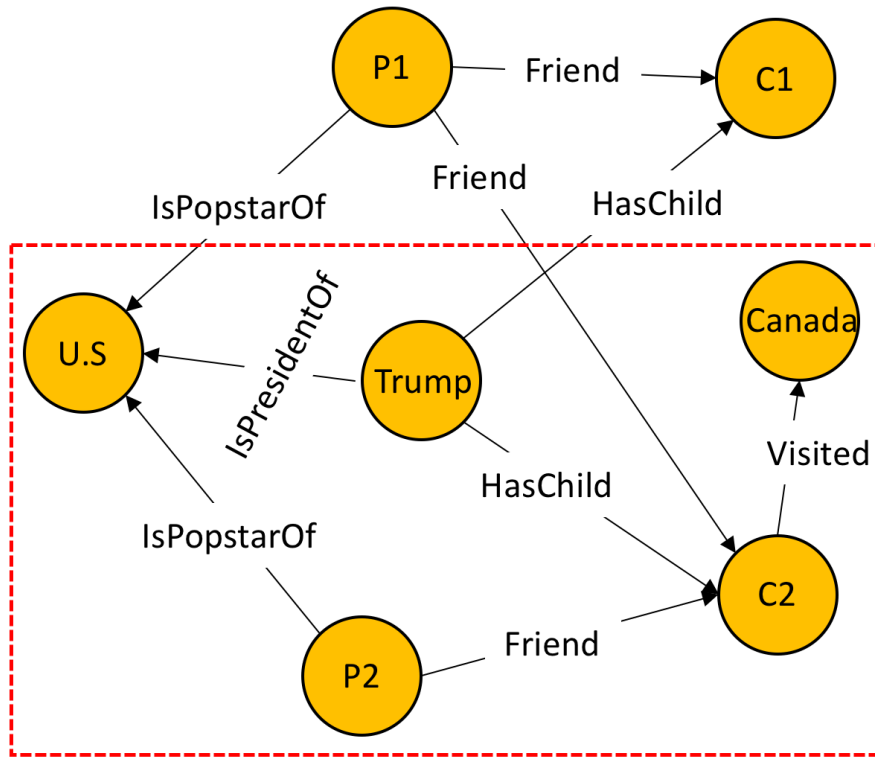 P1
Friend
C1
Friend
IsPopstarOf
HasChild
U.S
IsPresidentOf
Trump
Canada
HasChild
Visited
IsPopstarOf
C2
Friend
P2